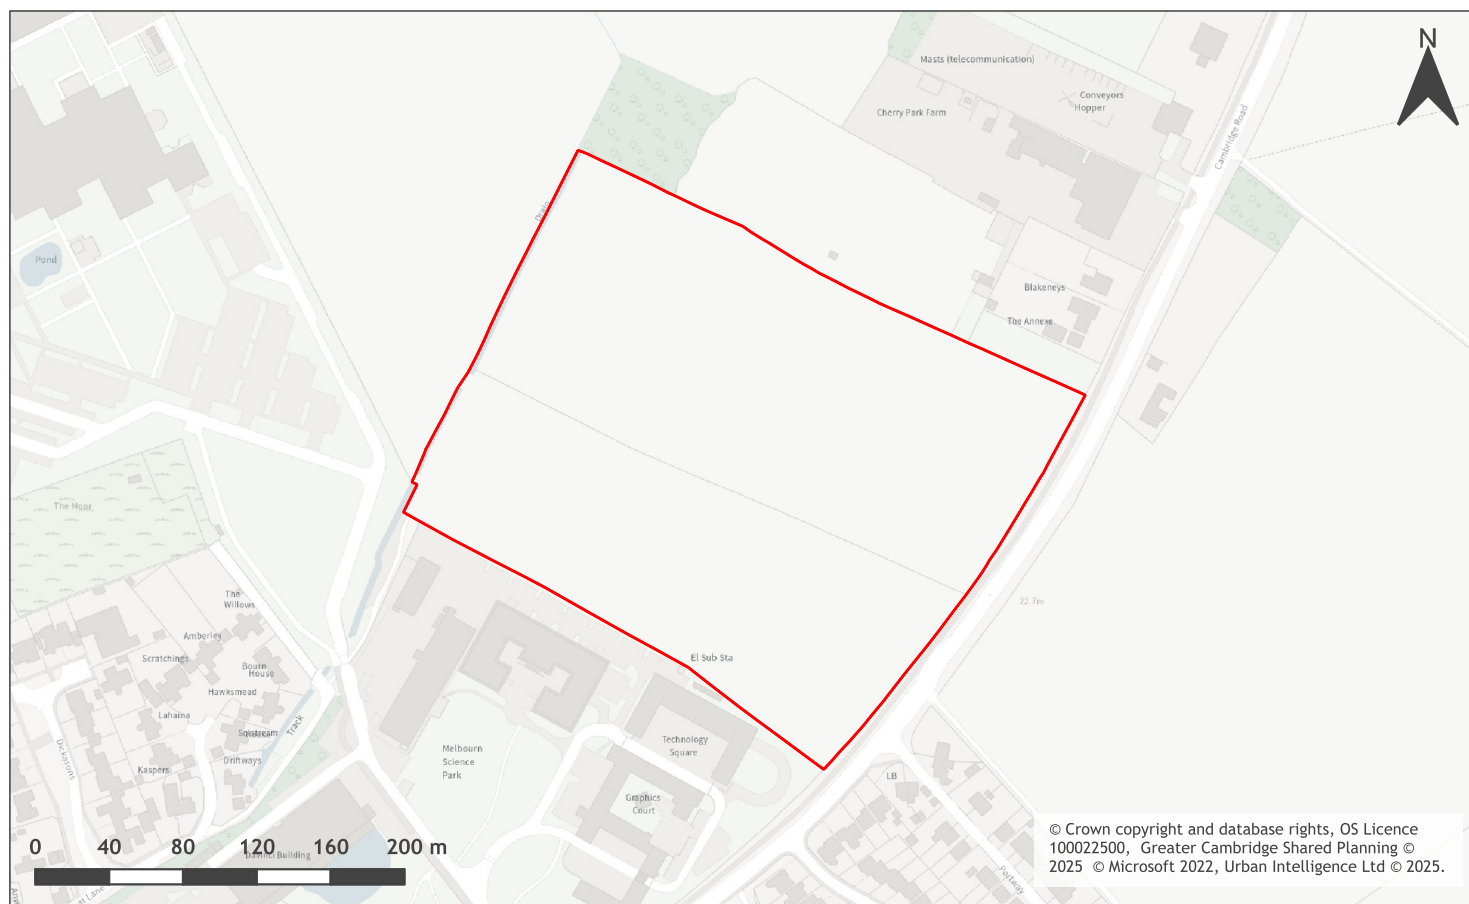 N
Masts (telecommunication)
Conveyors
Hopper
Cherry Park Farm
Cambridge Road
Drain
Pond
Blakeneys
The Annexe
The Moor
22.7m
The
Willows
Amberley
Scratchings
Bourn
House
Hawksmead
Lahaina
Track
Driftways
Kaspers
Dickasons
El Sub Sta
Melbourn
Science
Park
Technology
Square
Graphics
Court
LB
Portway
DaVinci Building
0 40 80 120 160 200 m
© Crown copyright and database rights, OS Licence
100022500, Greater Cambridge Shared Planning ©
2025 © Microsoft 2022, Urban Intelligence Ltd © 2025.